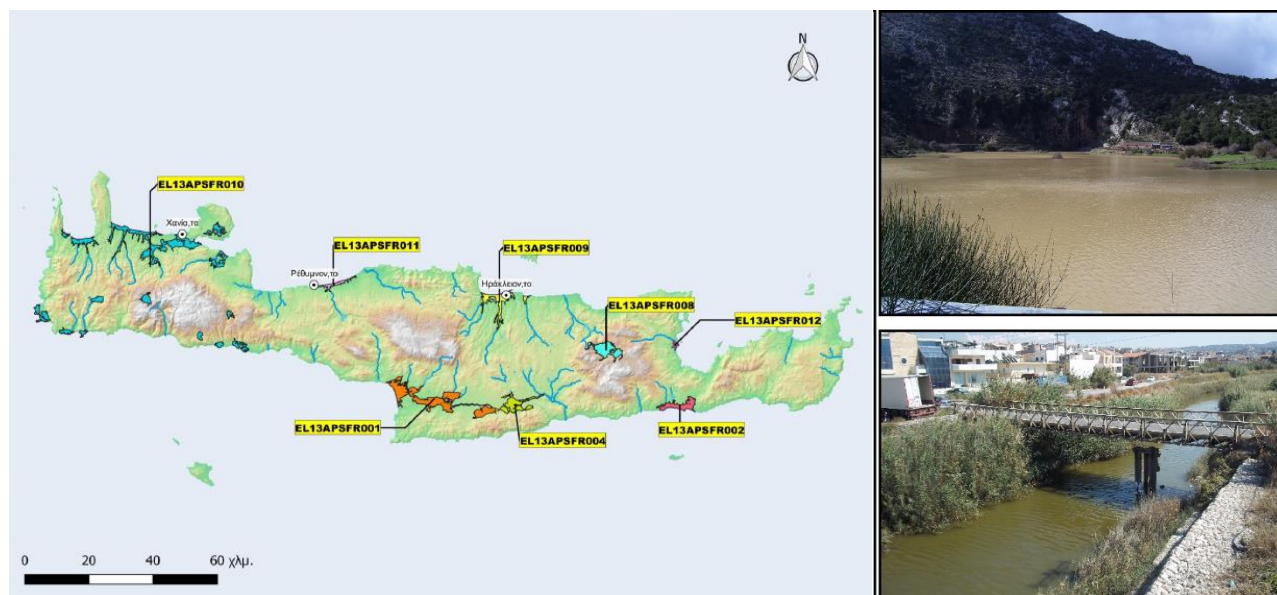 N
EL13APSFR010
Χανία,τα
EL13APSFR011
EL13APSFR009
Ρέθυμνον,το
Ηράκλειον,το
EL13APSFR008
EL13APSFR012
EL13APSFR001
EL13APSFR004
EL13APSFR002
0 20 40 60 χλμ.